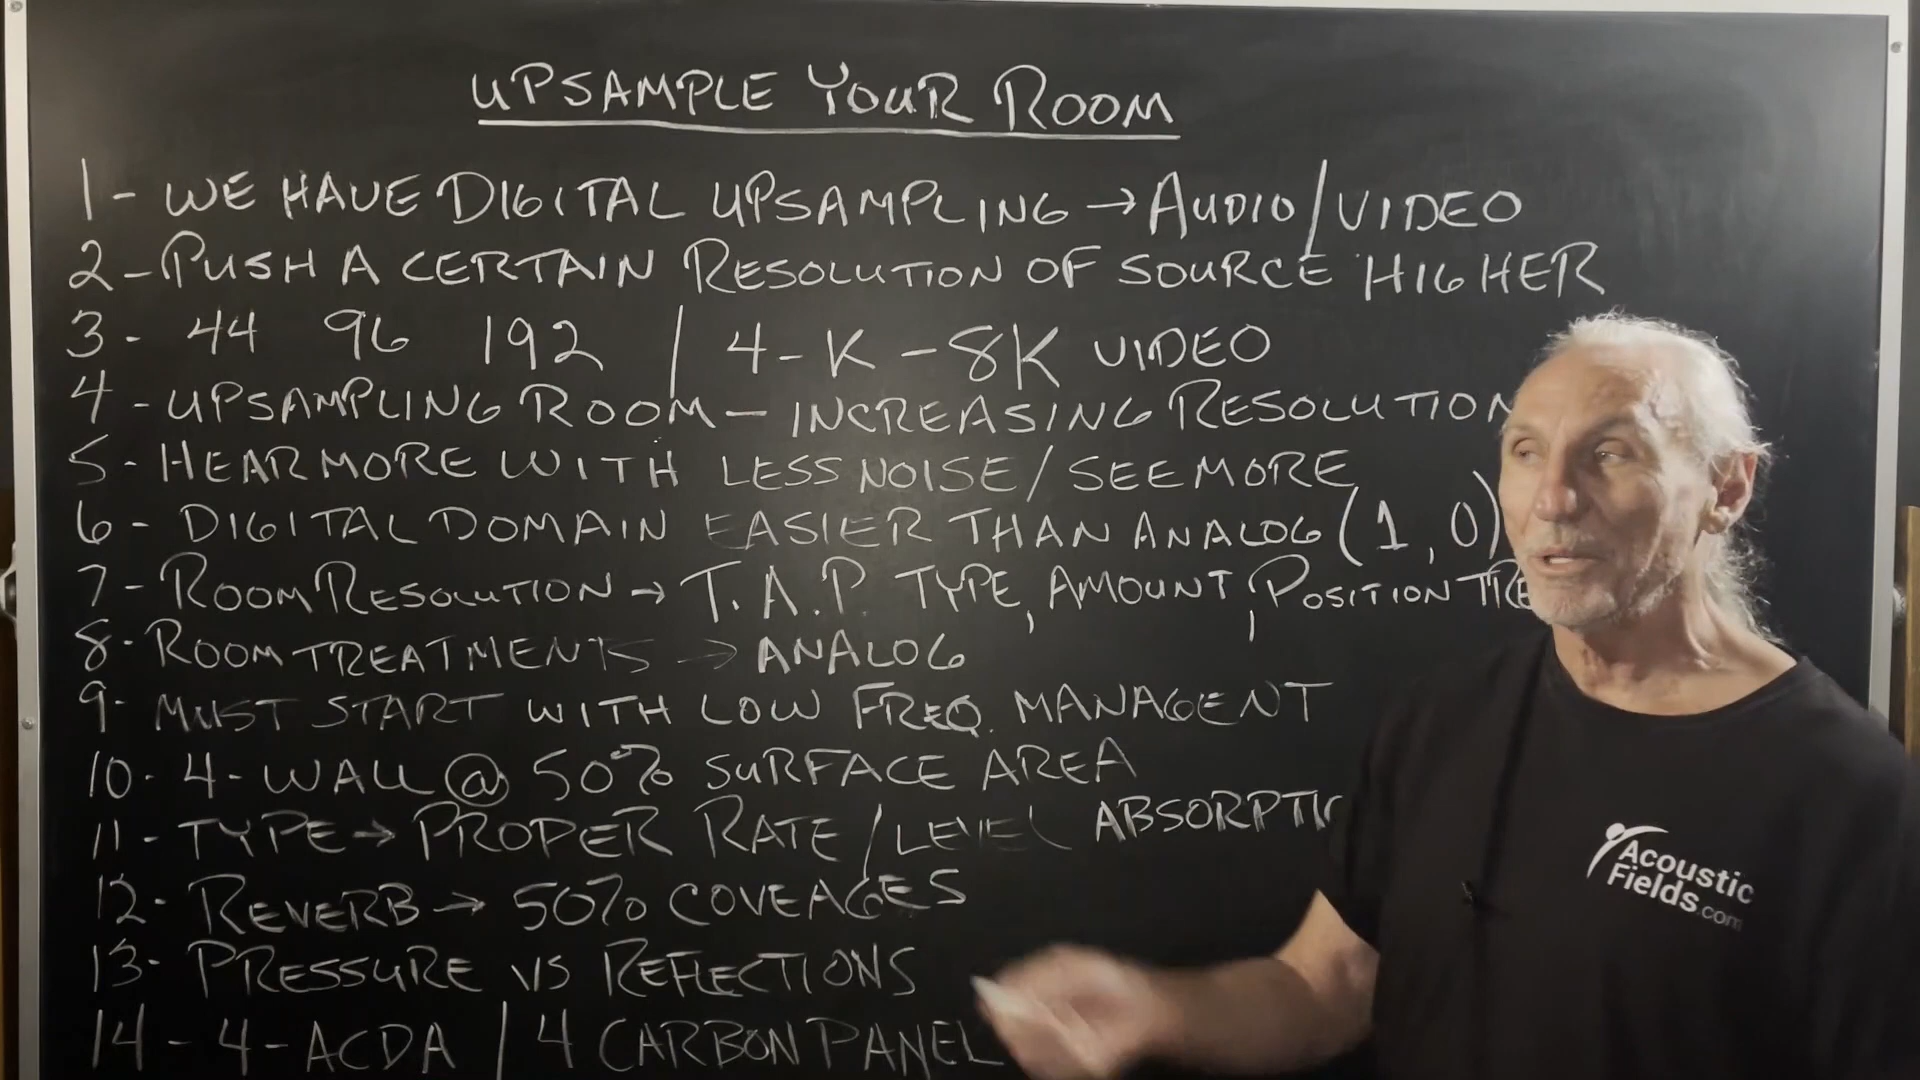 UPSAMPLE YOUR ROOM
1- WE HAVE DIGITAL UPSAMPLING → AUDIO/VIDEO
2- PUSH A CERTAIN RESOLUTION OF SOURCE HIGHER
3- 44 96 192 / 4-K-8K VIDEO
4- UPSAMPLING ROOM - INCREASING RESOLUTION
5- HEAR MORE WITH LESS NOISE/SEE MORE
6- DIGITAL DOMAIN EASIER THAN ANALOG (1,0)
7- ROOM RESOLUTION → T.A.P. TYPE, AMOUNT, POSITION TRE
8- ROOM TREATMENTS → ANALOG
9- MUST START WITH LOW FREQ. MANAGENT
10- 4-WALL @ 50% SURFACE AREA
11- TYPE → PROPER RATE/LEVEL ABSORPTIO
12- REVERB → 50% COVEAGES
13- PRESSURE VS REFLECTIONS
14- 4-ACDA / 4 CARBON PANEL
Acoustic
Fields.com